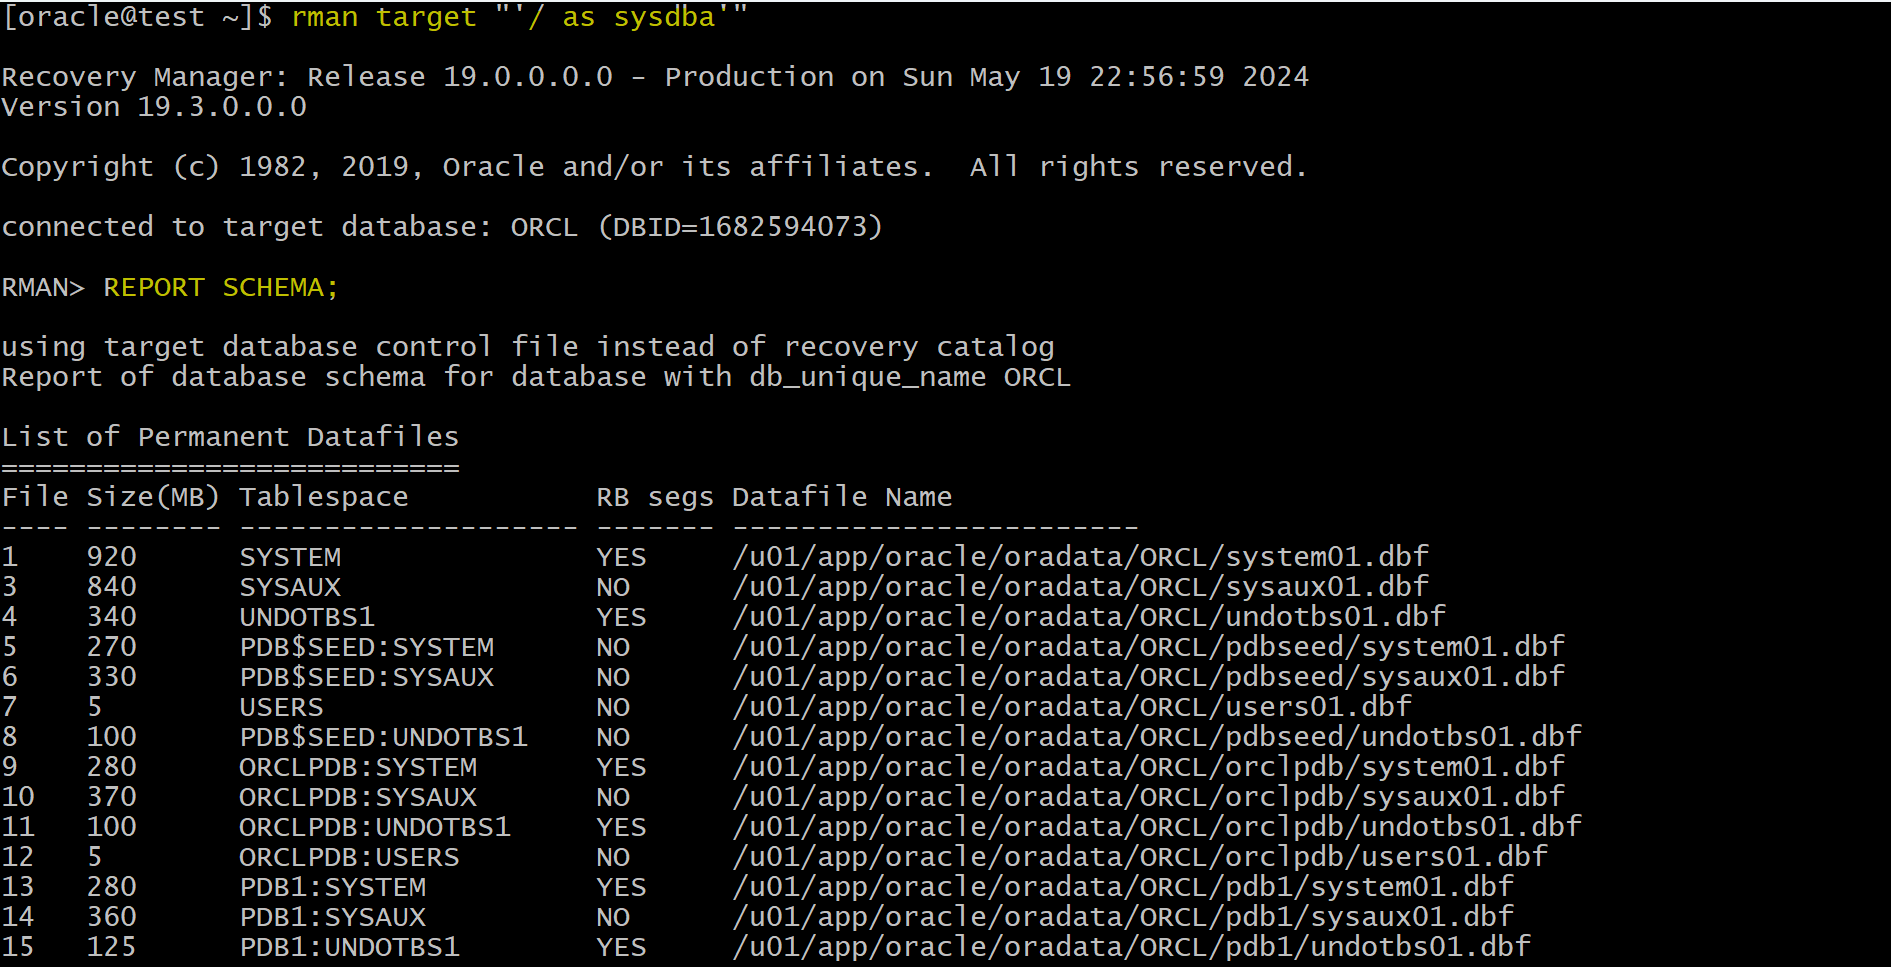 [oracle@test ~]$ rman target "'/ as sysdba'"
Recovery Manager: Release 19.0.0.0.0 - Production on Sun May 19 22:56:59 2024
Version 19.3.0.0.0
Copyright (c) 1982, 2019, Oracle and/or its affiliates.  All rights reserved.
connected to target database: ORCL (DBID=1682594073)
RMAN> REPORT SCHEMA;
using target database control file instead of recovery catalog
Report of database schema for database with db_unique_name ORCL
List of Permanent Datafiles
===========================
File Size(MB) Tablespace           RB segs Datafile Name
---- -------- -------------------- ------- ------------------------
1    920      SYSTEM               YES     /u01/app/oracle/oradata/ORCL/system01.dbf
3    840      SYSAUX               NO      /u01/app/oracle/oradata/ORCL/sysaux01.dbf
4    340      UNDOTBS1             YES     /u01/app/oracle/oradata/ORCL/undotbs01.dbf
5    270      PDB$SEED:SYSTEM      NO      /u01/app/oracle/oradata/ORCL/pdbseed/system01.dbf
6    330      PDB$SEED:SYSAUX      NO      /u01/app/oracle/oradata/ORCL/pdbseed/sysaux01.dbf
7    5        USERS                NO      /u01/app/oracle/oradata/ORCL/users01.dbf
8    100      PDB$SEED:UNDOTBS1    NO      /u01/app/oracle/oradata/ORCL/pdbseed/undotbs01.dbf
9    280      ORCLPDB:SYSTEM       YES     /u01/app/oracle/oradata/ORCL/orclpdb/system01.dbf
10   370      ORCLPDB:SYSAUX       NO      /u01/app/oracle/oradata/ORCL/orclpdb/sysaux01.dbf
11   100      ORCLPDB:UNDOTBS1     YES     /u01/app/oracle/oradata/ORCL/orclpdb/undotbs01.dbf
12   5        ORCLPDB:USERS        NO      /u01/app/oracle/oradata/ORCL/orclpdb/users01.dbf
13   280      PDB1:SYSTEM          YES     /u01/app/oracle/oradata/ORCL/pdb1/system01.dbf
14   360      PDB1:SYSAUX          NO      /u01/app/oracle/oradata/ORCL/pdb1/sysaux01.dbf
15   125      PDB1:UNDOTBS1        YES     /u01/app/oracle/oradata/ORCL/pdb1/undotbs01.dbf